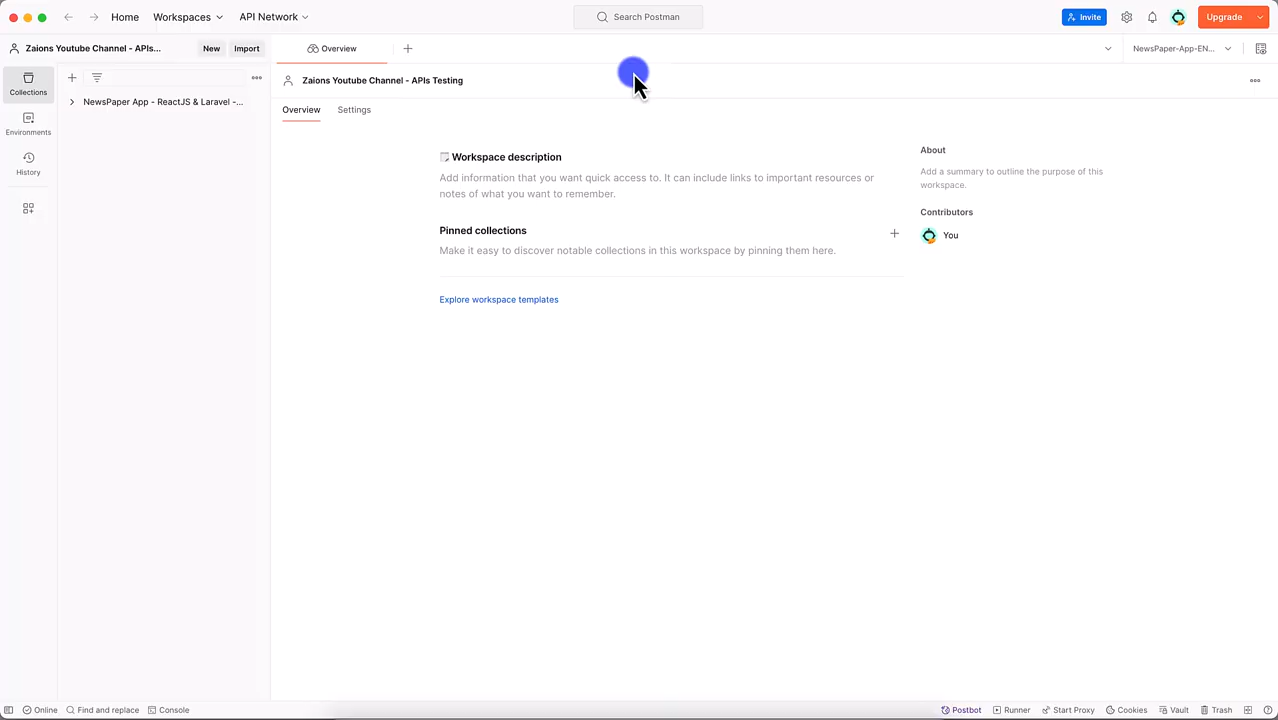 Home
Workspaces
API Network
Search Postman
Invite
Upgrade
Zaions Youtube Channel - APIs...
New
Import
Overview
NewsPaper-App-EN...
Collections
NewsPaper App - ReactJS & Laravel -...
Environments
History
Zaions Youtube Channel - APIs Testing
Overview
Settings
Workspace description
Add information that you want quick access to. It can include links to important resources or
notes of what you want to remember.
Pinned collections
Make it easy to discover notable collections in this workspace by pinning them here.
Explore workspace templates
About
Add a summary to outline the purpose of this
workspace.
Contributors
You
Online
Find and replace
Console
Postbot
Runner
Start Proxy
Cookies
Vault
Trash